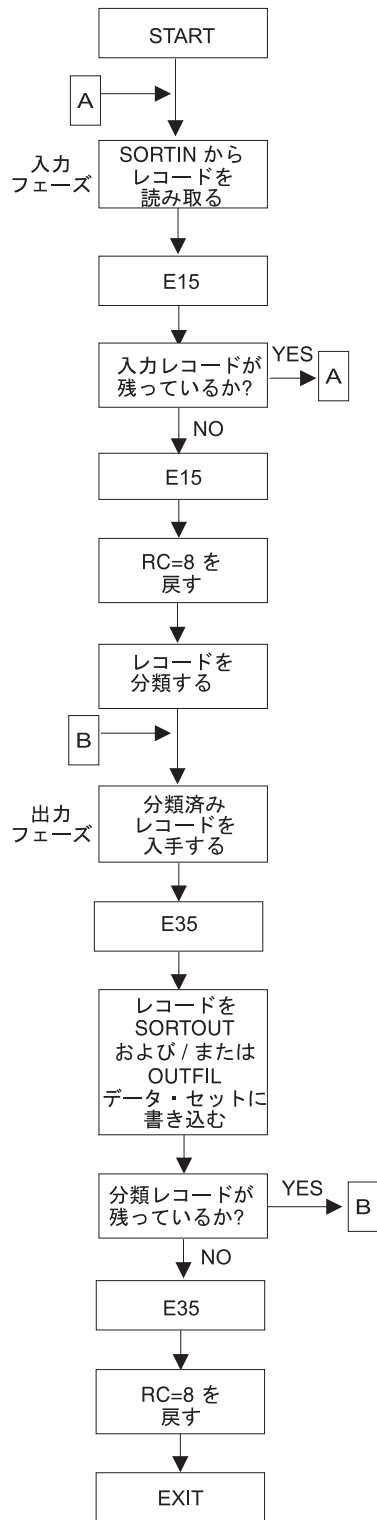 START
A
入力
フェーズ
SORTIN から
レコードを
読み取る
E15
入力レコードが
残っているか?
YES
A
NO
E15
RC=8 を
戻す
レコードを
分類する
B
出力
フェーズ
分類済み
レコードを
入手する
E35
レコードを
SORTOUT
および / または
OUTFIL
データ・セットに
書き込む
分類レコードが
残っているか?
YES
B
NO
E35
RC=8 を
戻す
EXIT